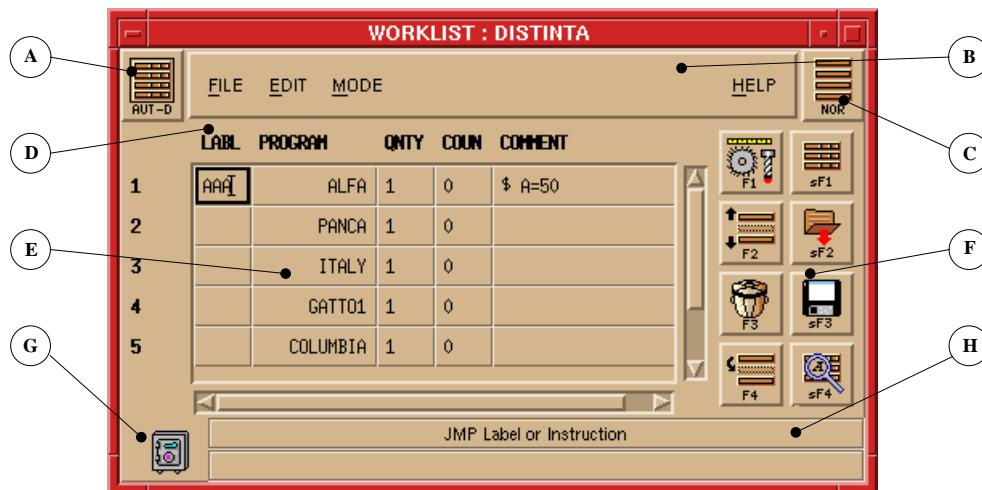 WORKLIST : DISTINTA
A
B
AUT-D
FILE EDIT MODE HELP
NOR
D
C
LABL PROGRAM QNTY COUN COMMENT
F1 sF1
1 AAA ALFA 1 0 $ A=50
2 PANCA 1 0
F2 sF2
E
F
3 ITALY 1 0
4 GATTO1 1 0
F3 sF3
5 COLUMBIA 1 0
G
H
F4 A sF4
JMP Label or Instruction